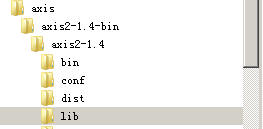 axis
axis2-1.4-bin
axis2-1.4
bin
conf
dist
lib